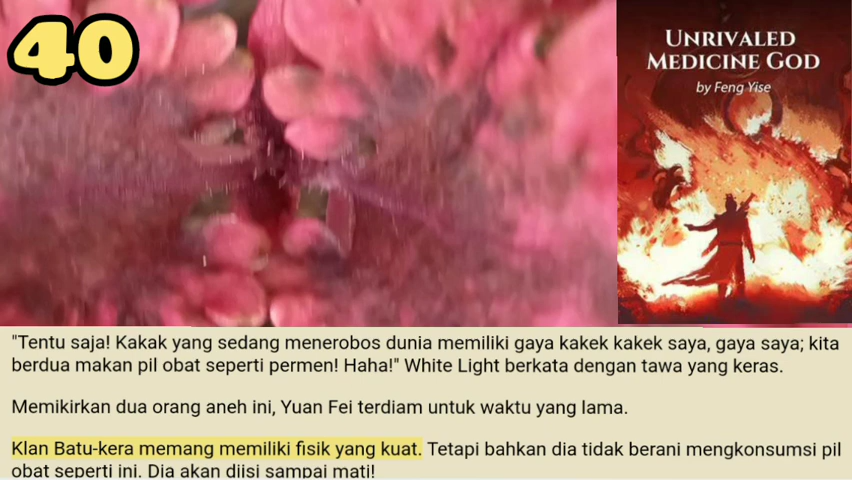 40
UNRIVALED
MEDICINE GOD
by Feng Yise
"Tentu saja! Kakak yang sedang menerobos dunia memiliki gaya kakek kakek saya, gaya saya; kita
berdua makan pil obat seperti permen! Haha!" White Light berkata dengan tawa yang keras.
Memikirkan dua orang aneh ini, Yuan Fei terdiam untuk waktu yang lama.
Klan Batu-kera memang memiliki fisik yang kuat. Tetapi bahkan dia tidak berani mengkonsumsi pil
obat seperti ini. Dia akan diisi sampai mati!